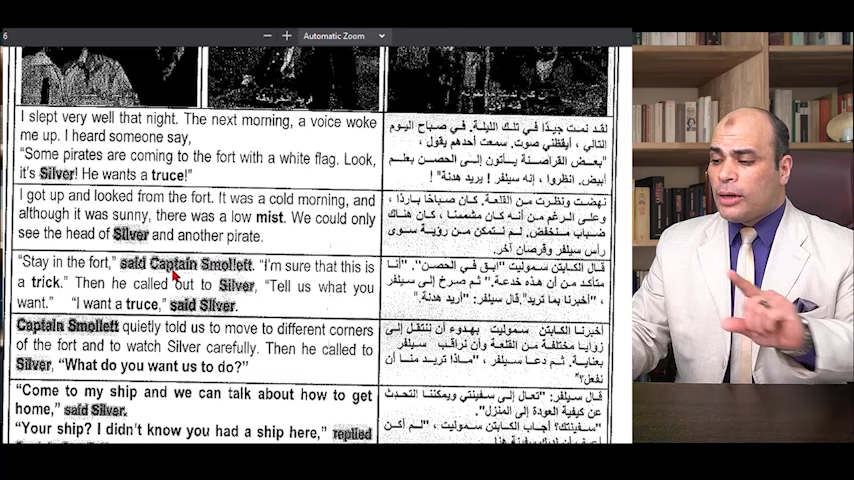 6
Automatic Zoom
I slept very well that night. The next morning, a voice woke
me up. I heard someone say,
"Some pirates are coming to the fort with a white flag. Look,
it's Silver! He wants a truce!"
لقد نمت جيدًا في تلك الليلة. في صباح اليوم
التالي ، أيقظني صوت. سمعت أحدهم يقول ،
"بعض القراصنة يأتون إلى الحصن بعلم
أبيض. انظروا ، إنه سيلفر! يريد هدنة" !
I got up and looked from the fort. It was a cold morning, and
although it was sunny, there was a low mist. We could only
see the head of Silver and another pirate.
نهضت ونظرت من القلعة. كان صباحًا باردًا ،
وعلى الرغم من أنه كان مشمسًا ، كان هناك
ضباب منخفض. لم نتمكن من رؤية سوى
رأس سيلفر وقرصان آخر.
"Stay in the fort," said Captain Smollett. "I'm sure that this is
a trick." Then he called out to Silver, "Tell us what you
want." "I want a truce," said Silver.
قال الكابتن سموليت "ابق في الحصن". "أنا
متأكد من أن هذه خدعة." ثم صرخ إلى سيلفر
، "أخبرنا بما تريد". قال سيلفر: "أريد هدنة."
Captain Smollett quietly told us to move to different corners
of the fort and to watch Silver carefully. Then he called to
Silver, "What do you want us to do?"
أخبرنا الكابتن سموليت بهدوء أن ننتقل إلى
زوايا مختلفة من القلعة وأن نراقب سيلفر
بعناية. ثم دعا سيلفر ، "ماذا تريد منا أن
نفعل؟"
"Come to my ship and we can talk about how to get
home," said Silver.
"Your ship? I didn't know you had a ship here," replied
قال سيلفر: "تعال إلى سفينتي ويمكننا التحدث
عن كيفية العودة إلى المنزل".
"سفينتك؟ أجاب الكابتن سموليت ، "لم أكن